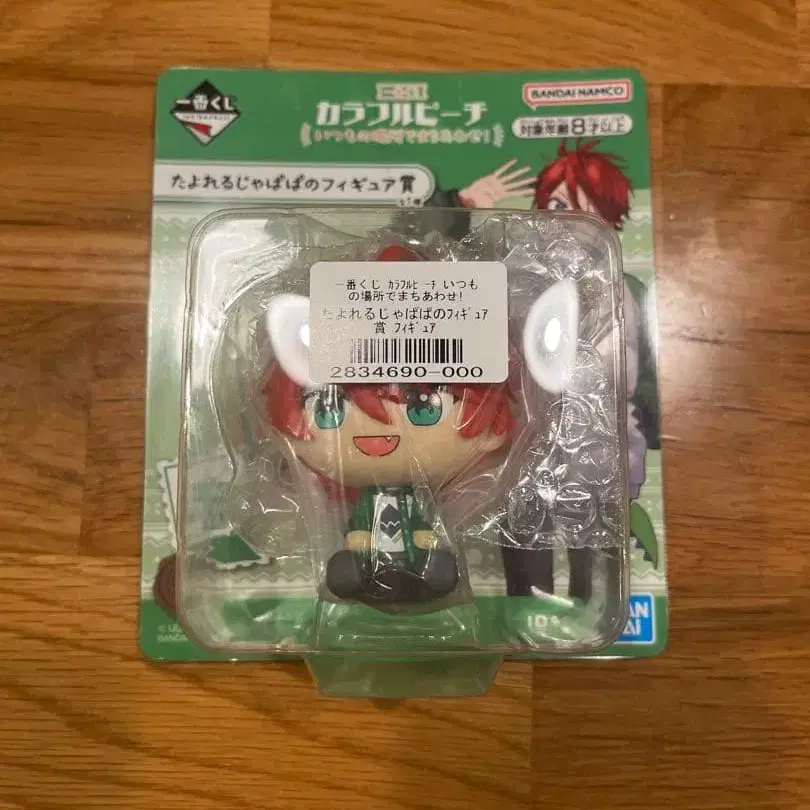 一番くじ
カラフルピーチ
いつもの場所でまちあわせ!
BANDAI NAMCO
対象年齢8才以上
たよれるじゃぱぱのフィギュア賞
全1種
一番くじ ｶﾗﾌﾙﾋﾟｰﾁ いつも
の場所でまちあわせ!
たよれるじゃぱぱのﾌｨｷﾞｭｱ
賞 ﾌｨｷﾞｭｱ
2834690-000